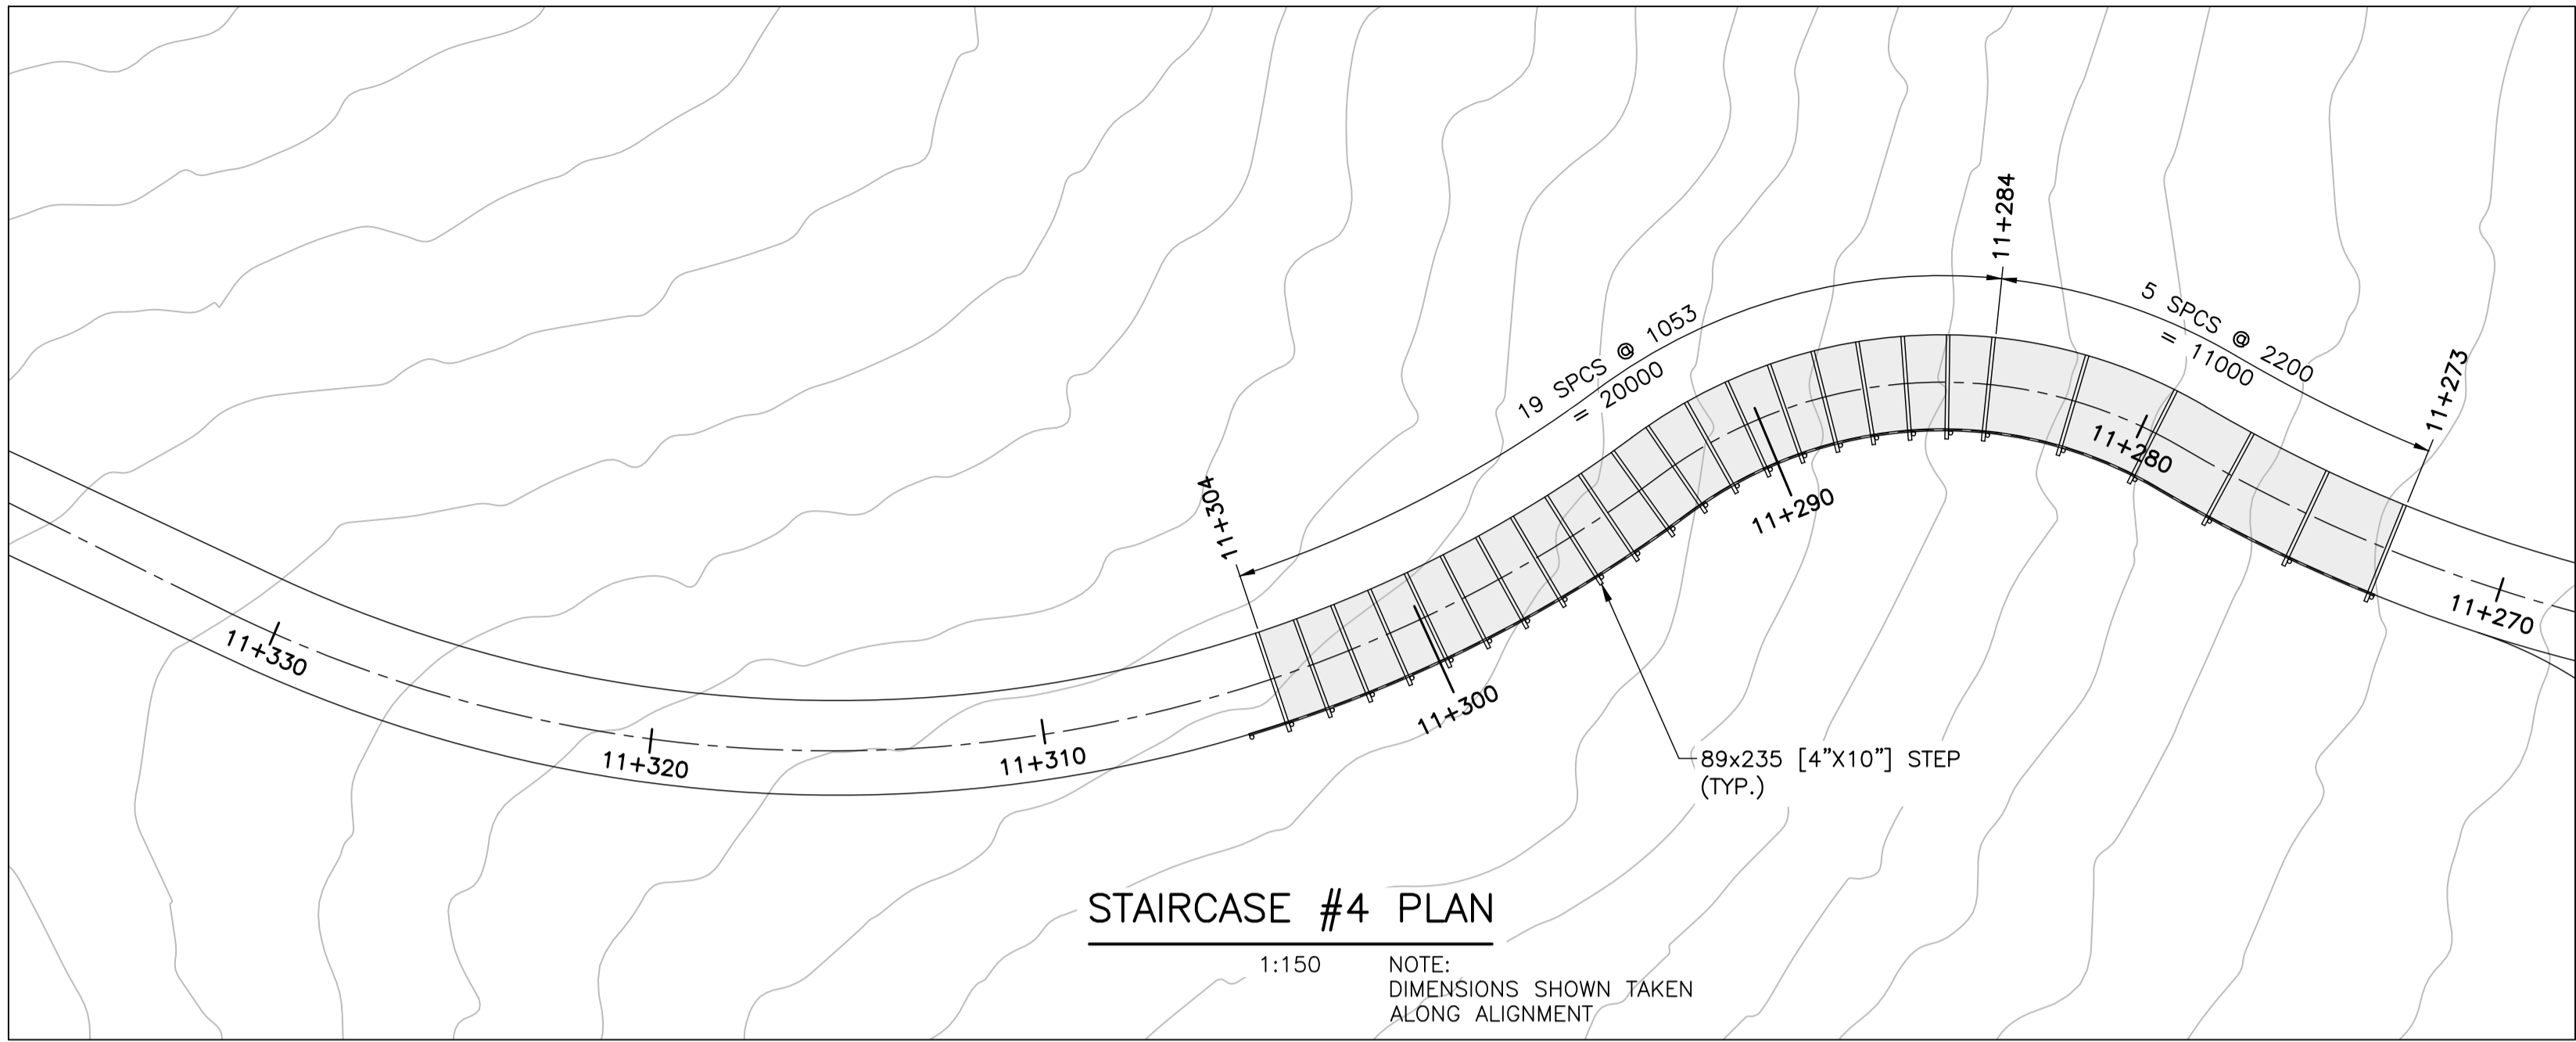 11+284
5 SPCS @ 2200
= 11000
19 SPCS @ 1053
= 20000
11+273
11+304
11+280
11+290
11+270
11+330
11+300
11+320
11+310
89x235 [4"X10"] STEP
(TYP.)
STAIRCASE #4 PLAN
1:150
NOTE:
DIMENSIONS SHOWN TAKEN
ALONG ALIGNMENT